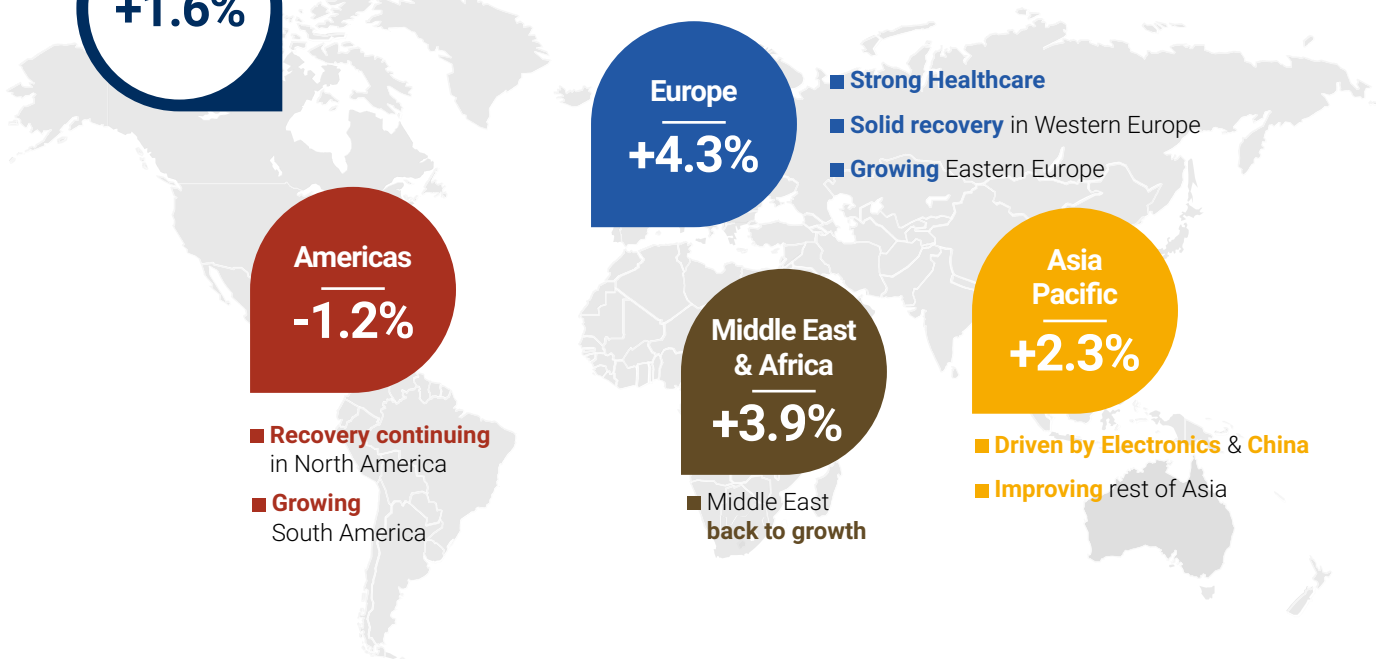 +1.6%
Europe
+4.3%
Strong Healthcare
Solid recovery in Western Europe
Growing Eastern Europe
Americas
-1.2%
Recovery continuing
in North America
Growing
South America
Middle East
& Africa
+3.9%
Middle East
back to growth
Asia
Pacific
+2.3%
Driven by Electronics & China
Improving rest of Asia